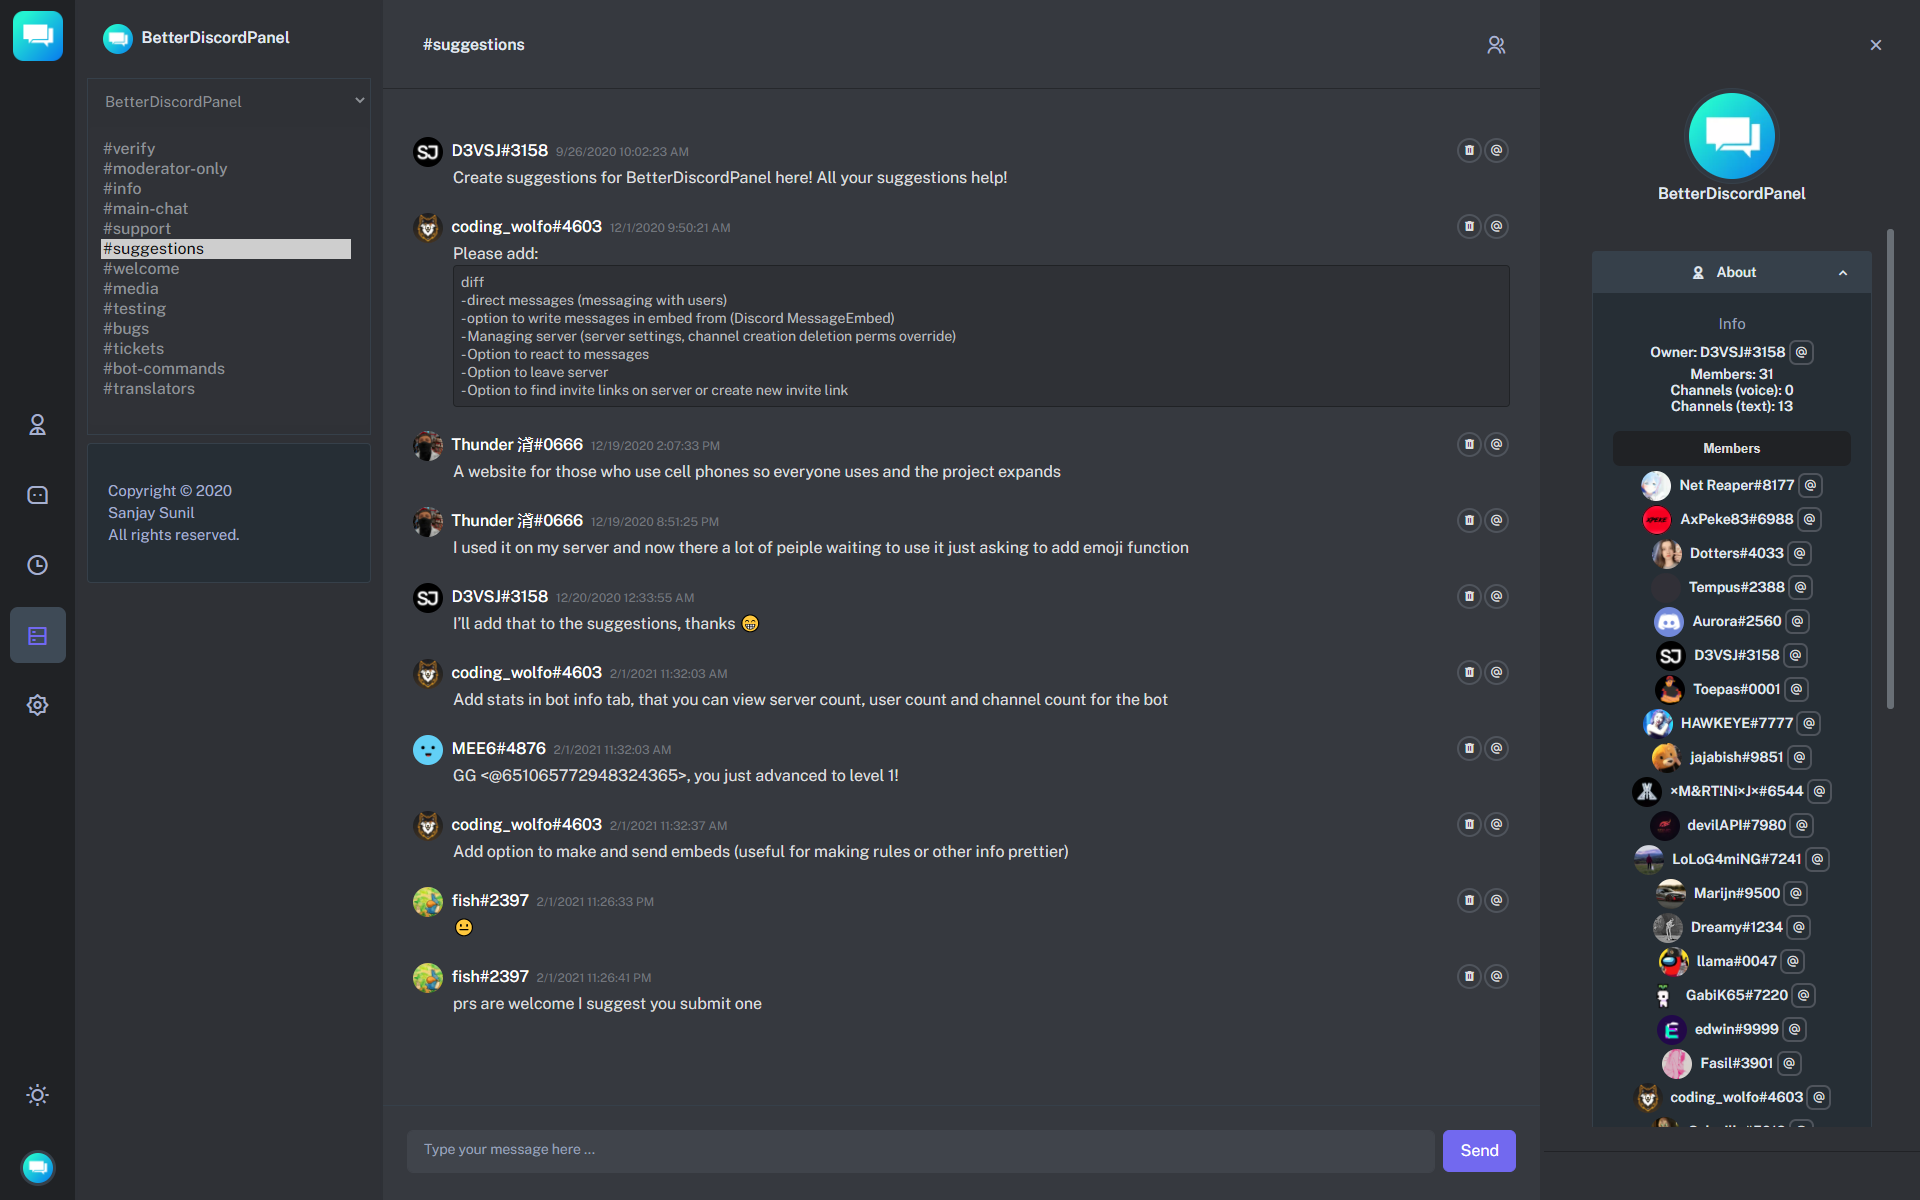 BetterDiscordPanel
BetterDiscordPanel
#verify
#moderator-only
#info
#main-chat
#support
#suggestions
#welcome
#media
#testing
#bugs
#tickets
#bot-commands
#translators
Copyright © 2020
Sanjay Sunil
All rights reserved.
#suggestions
SJ D3VSJ#3158 9/26/2020 10:02:23 AM @
Create suggestions for BetterDiscordPanel here! All your suggestions help!
coding_wolfo#4603 12/1/2020 9:50:21 AM @
Please add:
diff
-direct messages (messaging with users)
-option to write messages in embed from (Discord MessageEmbed)
-Managing server (server settings, channel creation deletion perms override)
-Option to react to messages
-Option to leave server
-Option to find invite links on server or create new invite link
Thunder #0666 12/19/2020 2:07:33 PM @
A website for those who use cell phones so everyone uses and the project expands
Thunder #0666 12/19/2020 8:51:25 PM @
I used it on my server and now there a lot of peiple waiting to use it just asking to add emoji function
SJ D3VSJ#3158 12/20/2020 12:33:55 AM @
I'll add that to the suggestions, thanks 😁
coding_wolfo#4603 2/1/2021 11:32:03 AM @
Add stats in bot info tab, that you can view server count, user count and channel count for the bot
MEE6#4876 2/1/2021 11:32:03 AM @
GG <@651065772948324365>, you just advanced to level 1!
coding_wolfo#4603 2/1/2021 11:32:37 AM @
Add option to make and send embeds (useful for making rules or other info prettier)
fish#2397 2/1/2021 11:26:33 PM @
😐
fish#2397 2/1/2021 11:26:41 PM @
prs are welcome I suggest you submit one
Type your message here ...
Send
BetterDiscordPanel
About
Info
Owner: D3VSJ#3158 @
Members: 31
Channels (voice): 0
Channels (text): 13
Members
Net Reaper#8177 @
AxPeke83#6988 @
Dotters#4033 @
Tempus#2388 @
Aurora#2560 @
SJ D3VSJ#3158 @
Toepas#0001 @
HAWKEYE#7777 @
jajabish#9851 @
×M&RT!Ni×J×#6544 @
devilAPI#7980 @
LoLoG4miNG#7241 @
Marijn#9500 @
Dreamy#1234 @
llama#0047 @
GabiK65#7220 @
E edwin#9999 @
Fasil#3901 @
coding_wolfo#4603 @